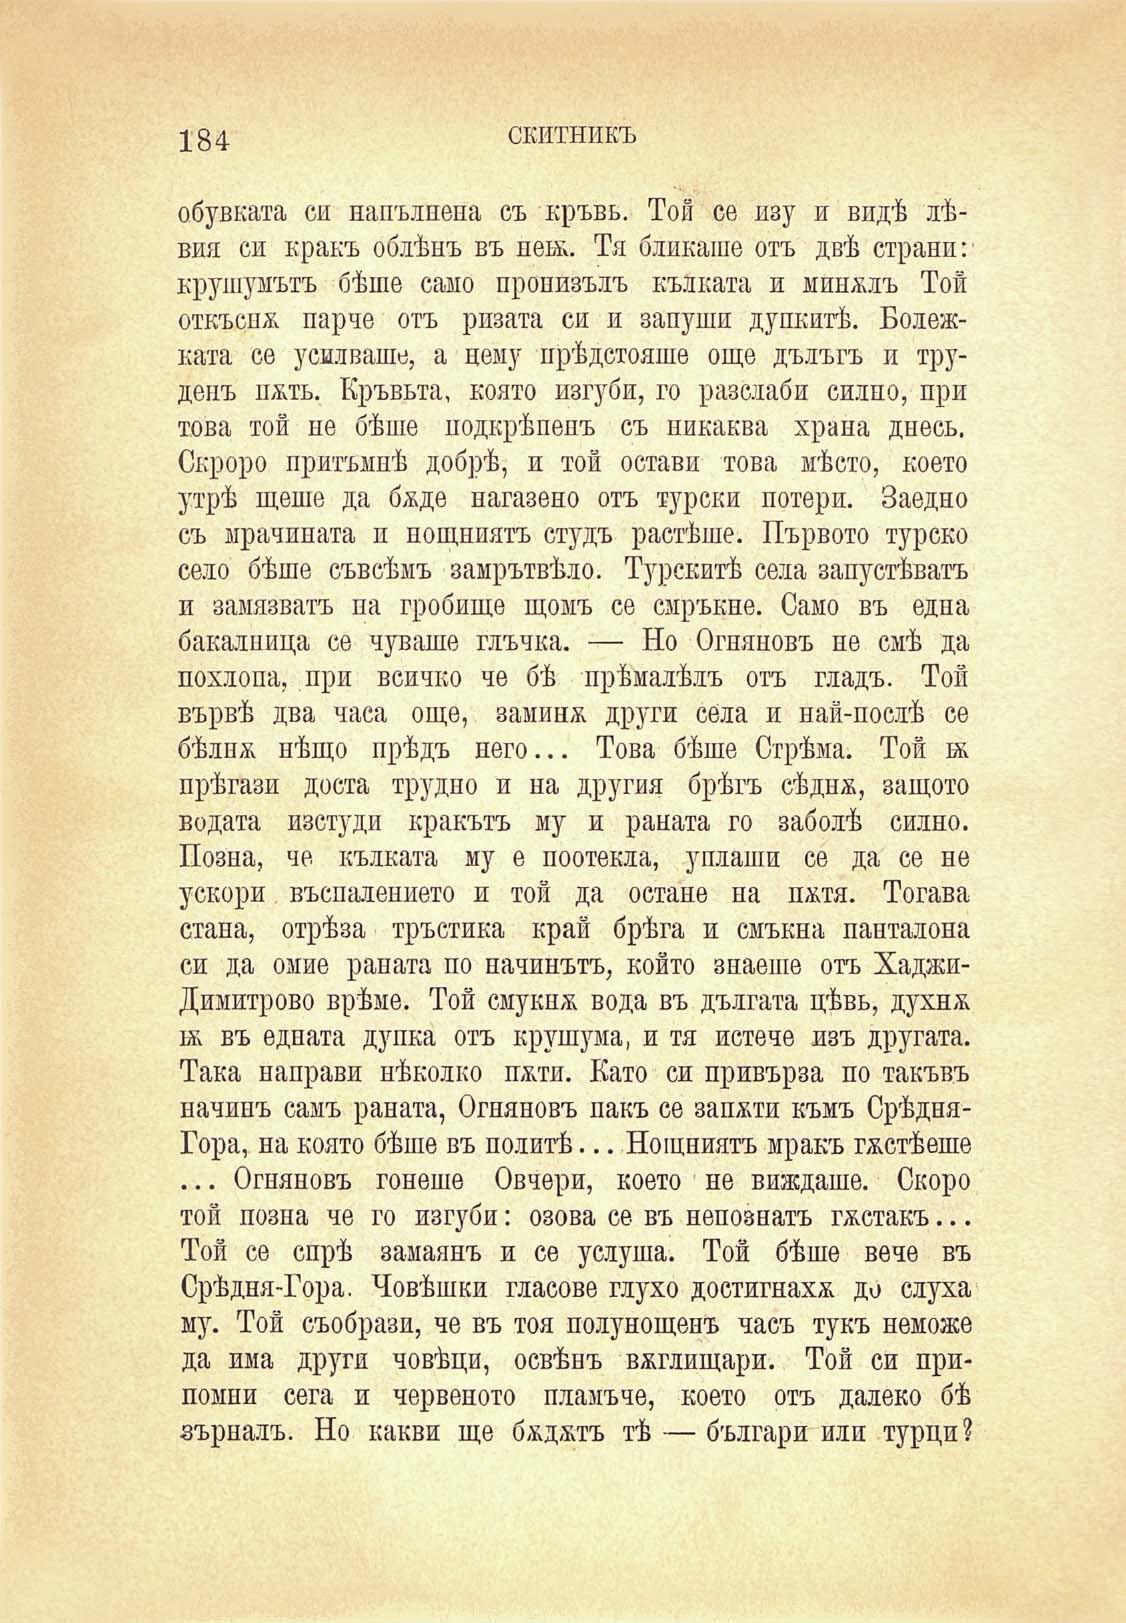 184
СКИТНИКЪ
обувката си напълнена съ кръвь. Той се изу и видѣ лѣ-
вия си кракъ облѣнъ въ неѭ. Тя бликаше отъ двѣ страни:
крушумътъ бѣше само пронизълъ кълката и минѫлъ Той
откъснѫ парче отъ ризата си и запуши дупкитѣ. Болеж-
ката се усилваше, а нему прѣдстояше още дълъгъ и тру-
денъ пѫть. Кръвьта, която изгуби, го разслаби силно, при
това той не бѣше подкрѣпенъ съ никаква храна днесь.
Скроро притъмнѣ добрѣ, и той остави това мѣсто, което
утрѣ щеше да бѫде нагазено отъ турски потери. Заедно
съ мрачината и нощниятъ студъ растѣше. Първото турско
село бѣше съвсѣмъ замрътвѣло. Турскитѣ села запустѣватъ
и замязватъ на гробище щомъ се смръкне. Само въ една
бакалница се чуваше глъчка. — Но Огняновъ не смѣ да
похлопа, при всичко че бѣ прѣмалѣлъ отъ гладъ. Той
вървѣ два часа още, заминѫ други села и най-послѣ се
бѣлнѫ нѣщо прѣдъ него... Това бѣше Стрѣма. Той ѭ
прѣгази доста трудно и на другия брѣгъ сѣднѫ, защото
водата изстуди кракътъ му и раната го заболѣ силно.
Позна, че кълката му е поотекла, уплаши се да се не
ускори въспалението и той да остане на пѫтя. Тогава
стана, отрѣза тръстика край брѣга и смъкна панталона
си да омие раната по начинътъ, който знаеше отъ Хаджи-
Димитрово врѣме. Той смукнѫ вода въ дългата цѣвь, духнѫ
ѭ въ едната дупка отъ крушума, и тя истече изъ другата.
Така направи нѣколко пѫти. Като си привърза по такъвъ
начинъ самъ раната, Огняновъ пакъ се запѫти къмъ Срѣдня-
Гора, на която бѣше въ политѣ... Нощниятъ мракъ гѫстѣеше
... Огняновъ гонеше Овчери, което не виждаше. Скоро
той позна че го изгуби: озова се въ непознатъ гѫстакъ...
Той се спрѣ замаянъ и се услуша. Той бѣше вече въ
Срѣдня-Гора. Човѣшки гласове глухо достигнахѫ до слуха
му. Той съобрази, че въ тоя полунощенъ часъ тукъ неможе
да има други човѣци, освѣнъ вѫглищари. Той си при-
помни сега и червеното пламъче, което отъ далеко бѣ
зърналъ. Но какви ще бѫдѫтъ тѣ — българи или турци?